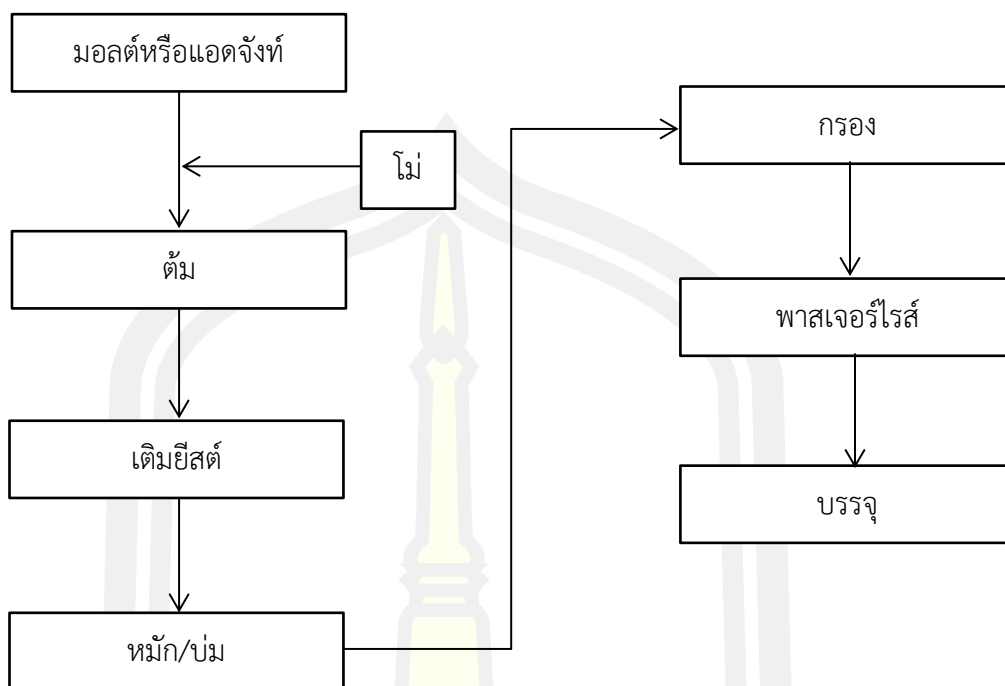 มอลต์หรือแอดจังท์
โม่
ต้ม
เติมยีสต์
หมัก/บ่ม
กรอง
พาสเจอร์ไรส์
บรรจุ